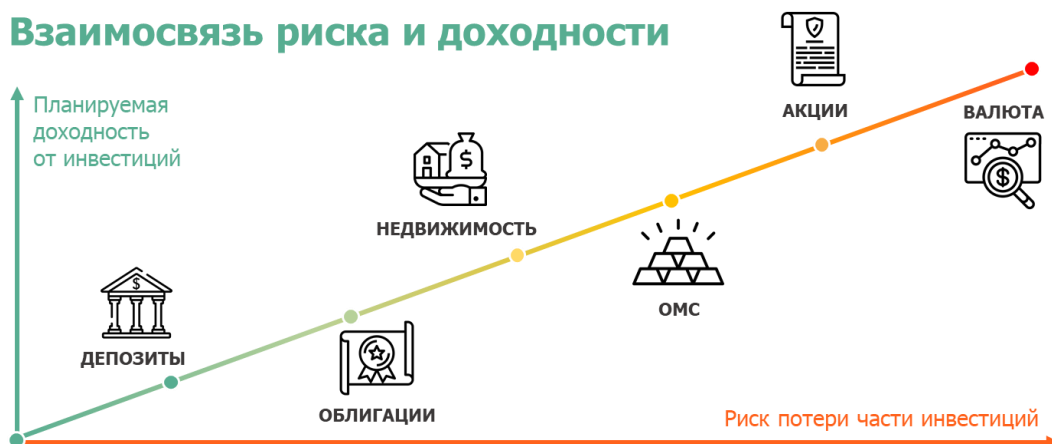 Взаимосвязь риска и доходности
Планируемая
доходность
от инвестиций
ДЕПОЗИТЫ
ОБЛИГАЦИИ
НЕДВИЖИМОСТЬ
ОМС
АКЦИИ
ВАЛЮТА
Риск потери части инвестиций